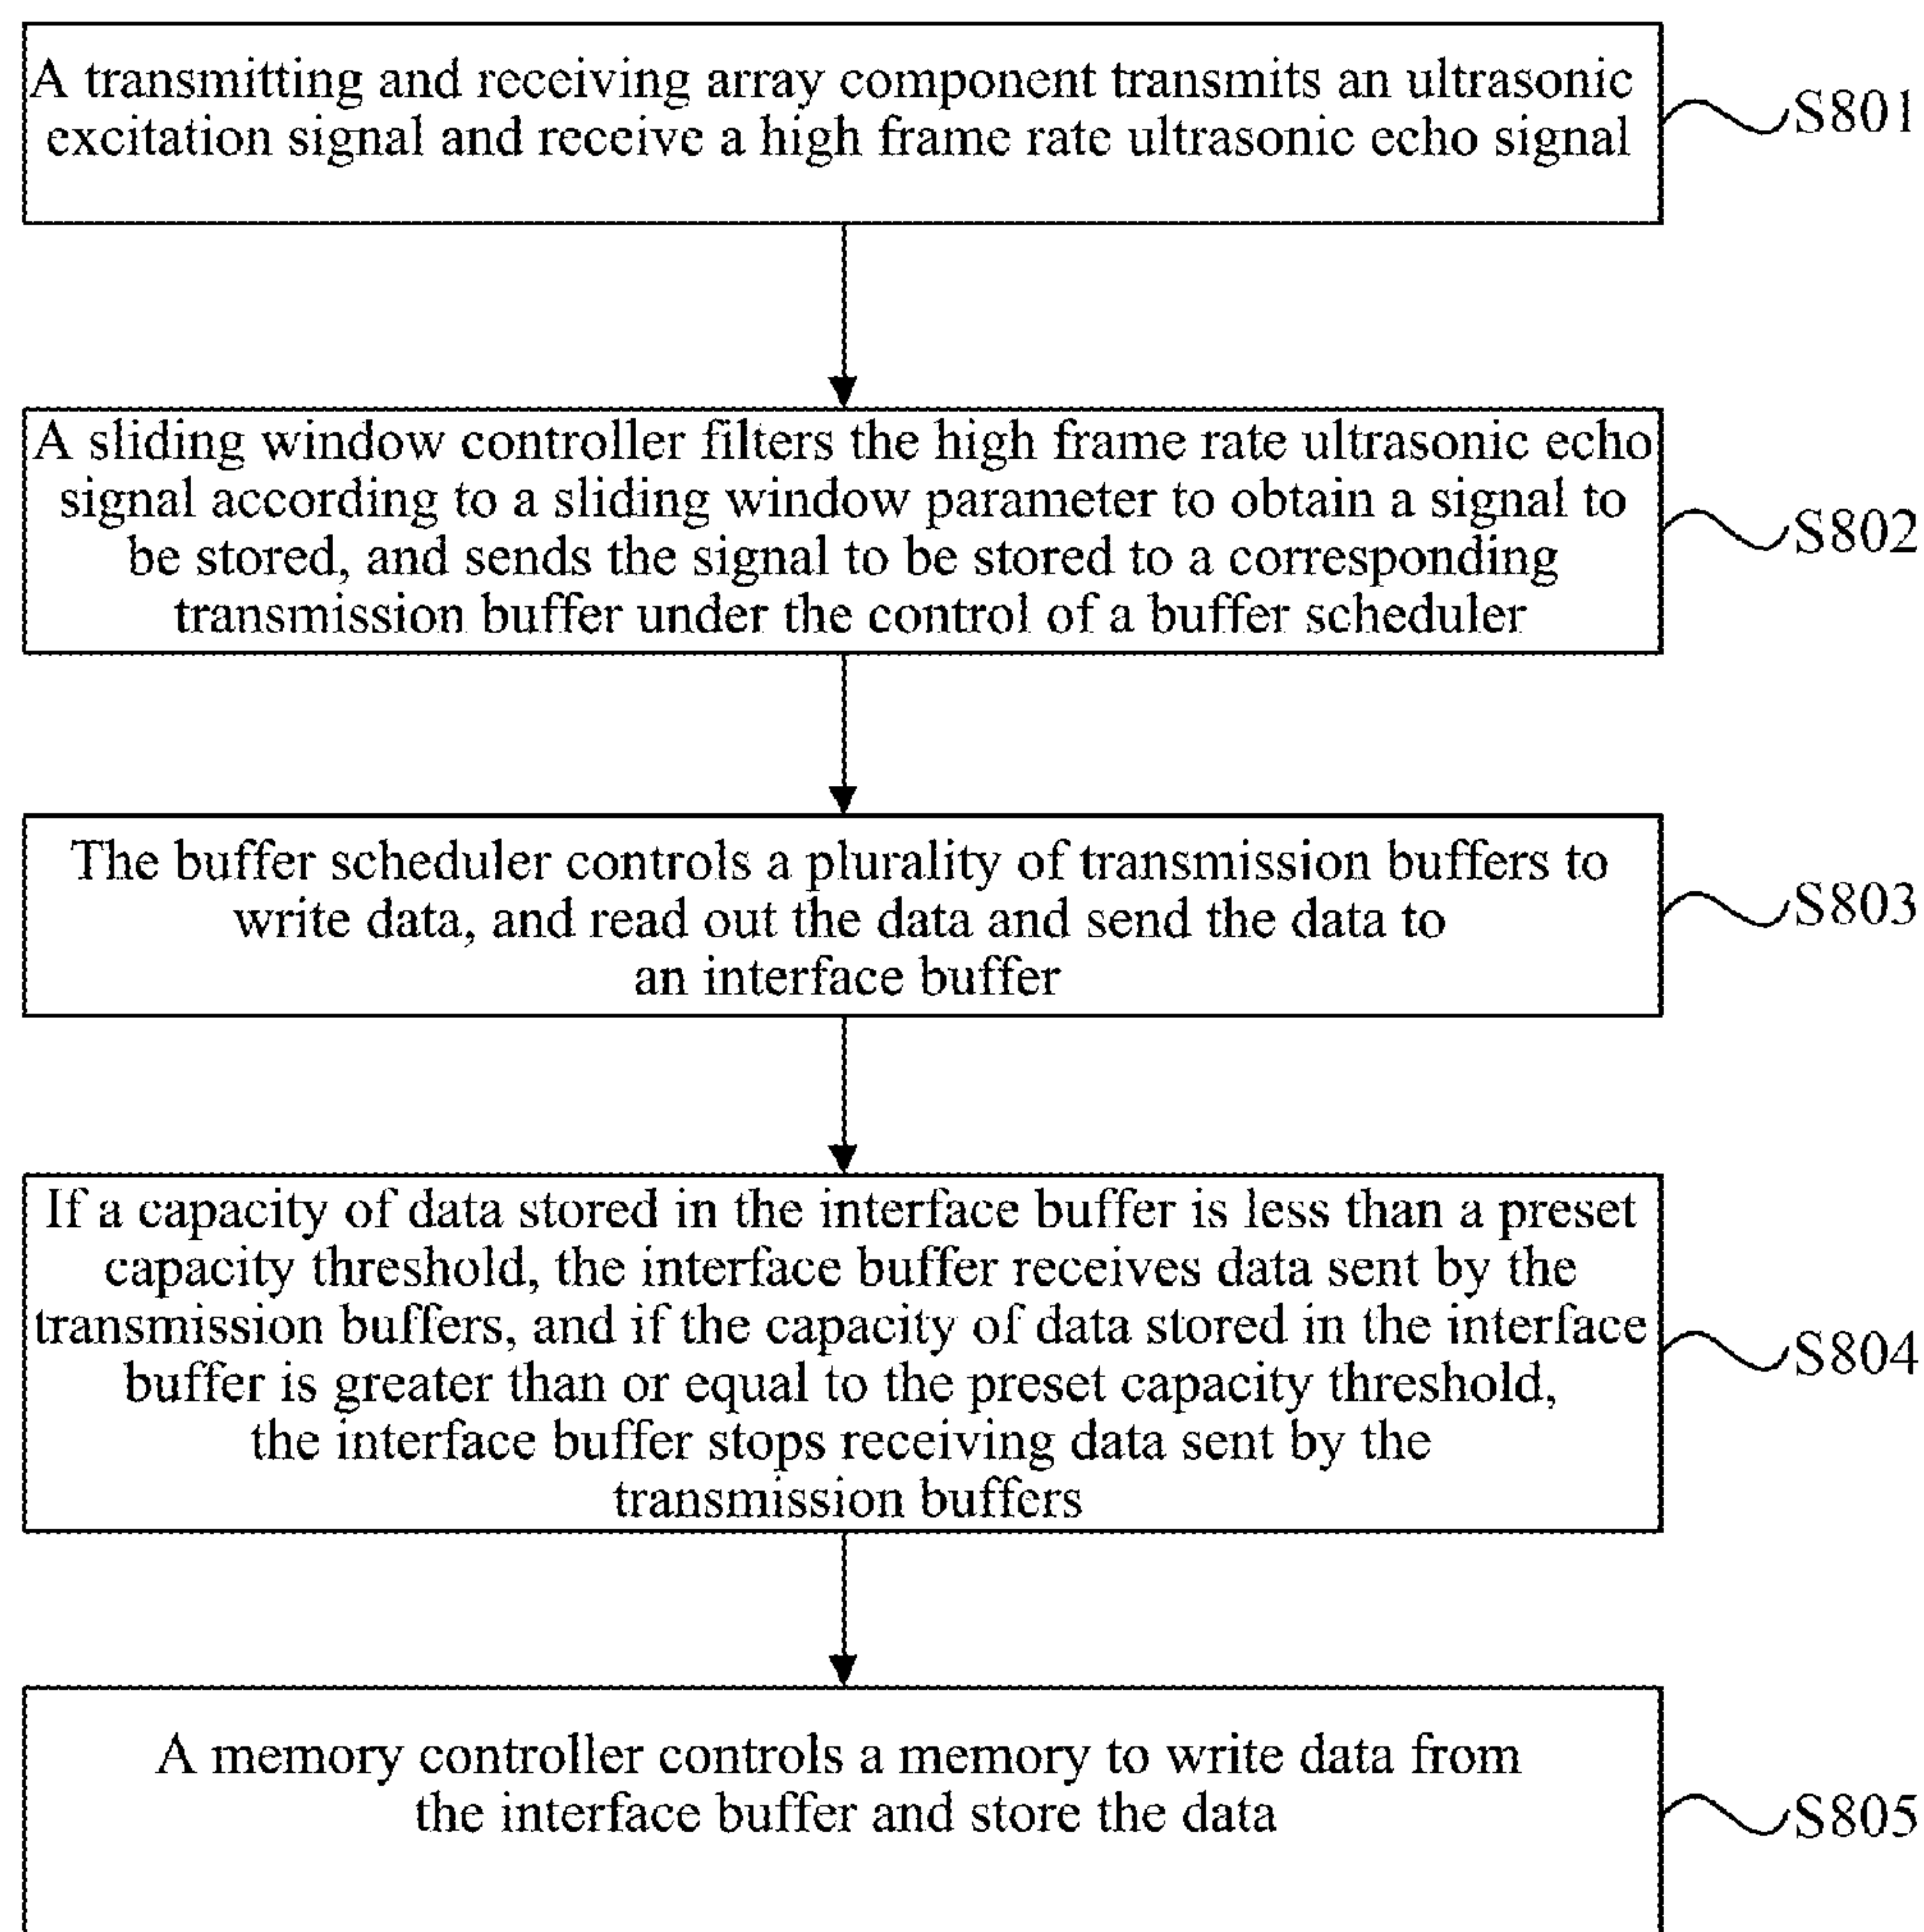 A transmitting and receiving array component transmits an ultrasonic
excitation signal and receive a high frame rate ultrasonic echo signal
S801
A sliding window controller filters the high frame rate ultrasonic echo
signal according to a sliding window parameter to obtain a signal to
be stored, and sends the signal to be stored to a corresponding
transmission buffer under the control of a buffer scheduler
S802
The buffer scheduler controls a plurality of transmission buffers to
write data, and read out the data and send the data to
an interface buffer
S803
If a capacity of data stored in the interface buffer is less than a preset
capacity threshold, the interface buffer receives data sent by the
transmission buffers, and if the capacity of data stored in the interface
buffer is greater than or equal to the preset capacity threshold,
the interface buffer stops receiving data sent by the
transmission buffers
S804
A memory controller controls a memory to write data from
the interface buffer and store the data
S805